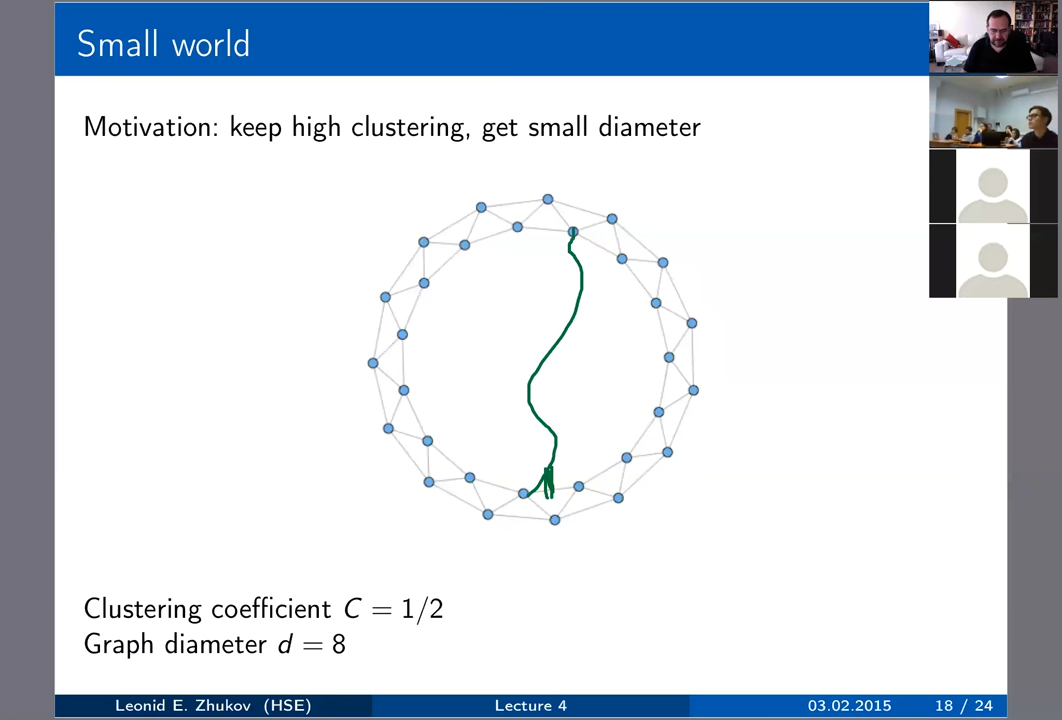 Small world
Motivation: keep high clustering, get small diameter
Clustering coefficient C = 1/2
Graph diameter d = 8
Leonid E. Zhukov (HSE) Lecture 4 03.02.2015 18 / 24